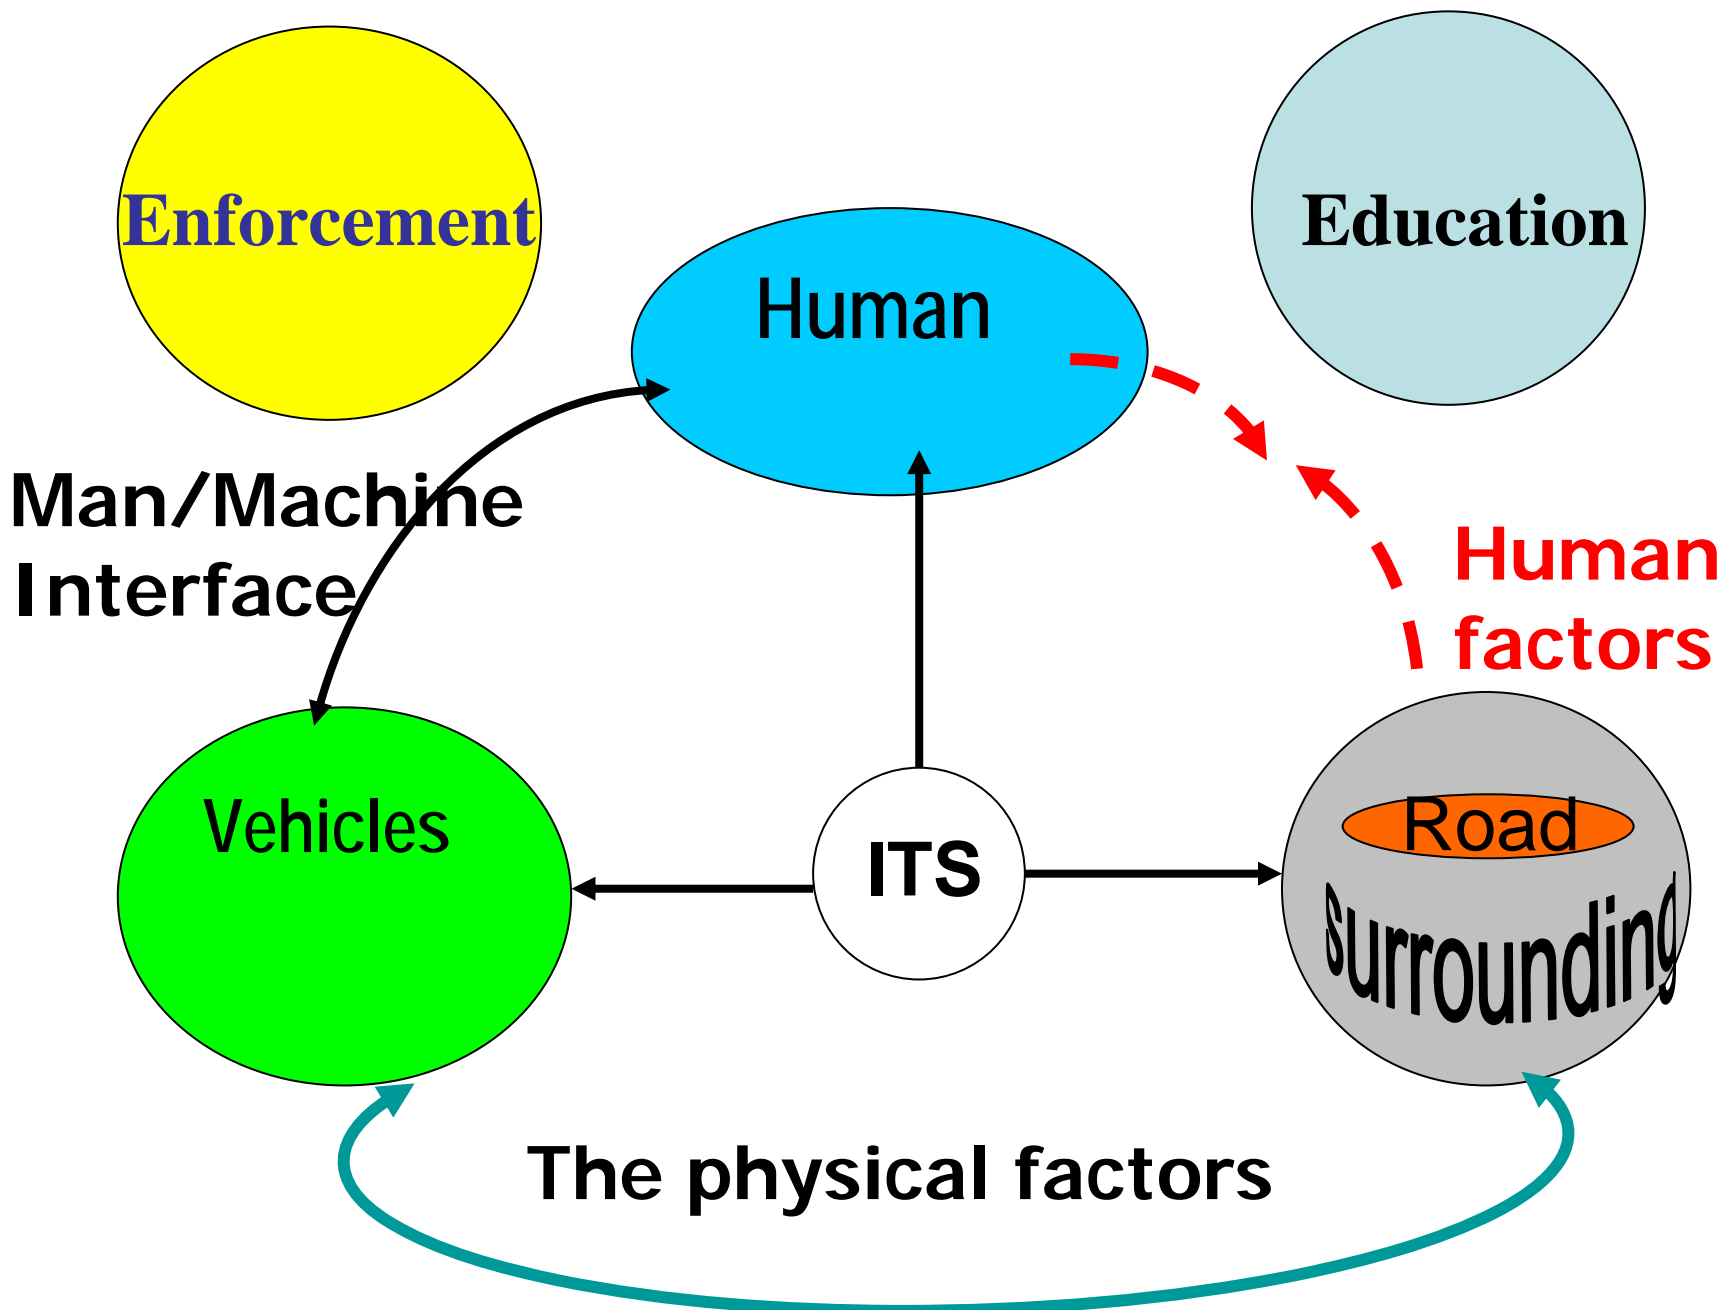 Enforcement
Education
Human
Man/Machine
Interface
Human
factors
Vehicles
ITS
Road
surrounding
The physical factors